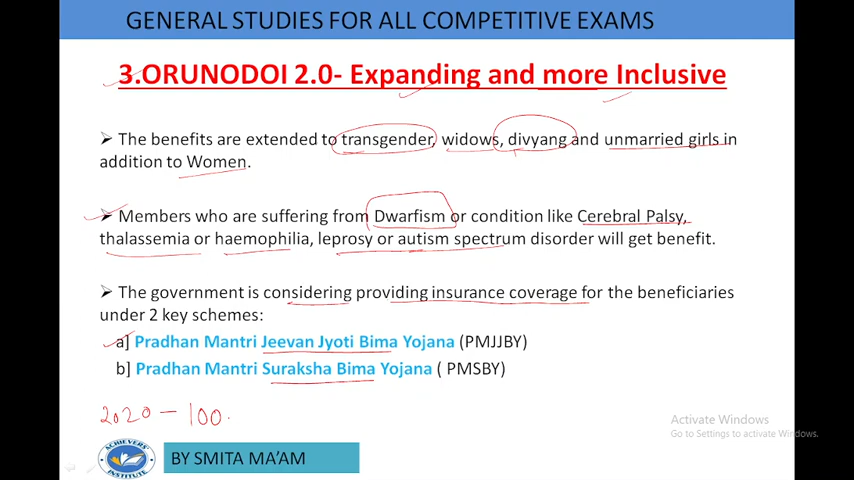 GENERAL STUDIES FOR ALL COMPETITIVE EXAMS
3.ORUNODOI 2.0- Expanding and more Inclusive
➢ The benefits are extended to transgender, widows, divyang and unmarried girls in
addition to Women.
➢ Members who are suffering from Dwarfism or condition like Cerebral Palsy,
thalassemia or haemophilia, leprosy or autism spectrum disorder will get benefit.
➢ The government is considering providing insurance coverage for the beneficiaries
under 2 key schemes:
a] Pradhan Mantri Jeevan Jyoti Bima Yojana (PMJJBY)
b] Pradhan Mantri Suraksha Bima Yojana ( PMSBY)
2020 - 100.
Activate Windows
Go to Settings to activate Windows.
ACHIEVERS'
INSTITUTE
BY SMITA MA'AM